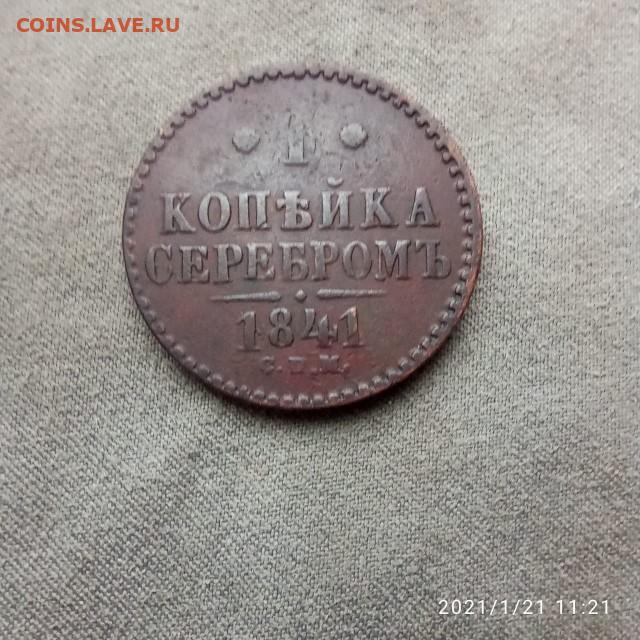 COINS.LAVE.RU
1
КОПѢЙКА
СЕРЕБРОМЪ
1841
С.П.М.
2021/1/21 11:21